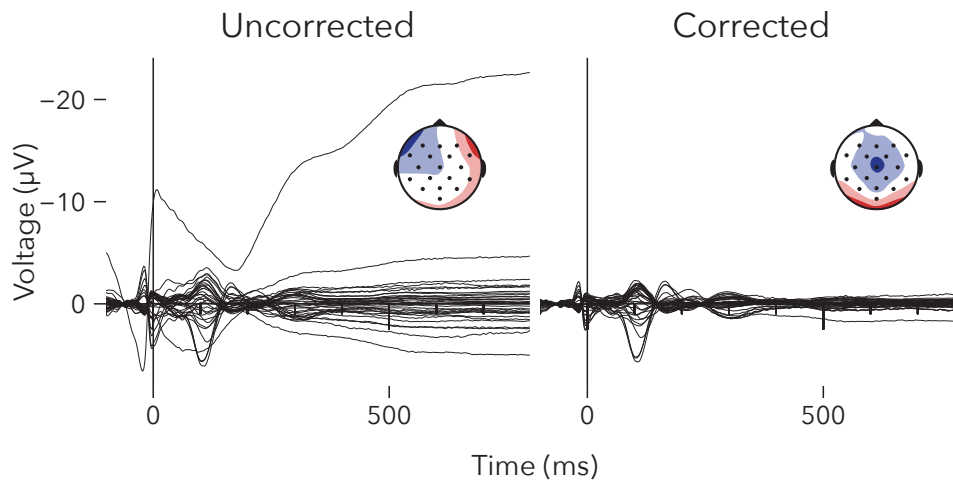 Uncorrected
Corrected
−20
−10
0
Voltage (µV)
0
500
0
500
Time (ms)